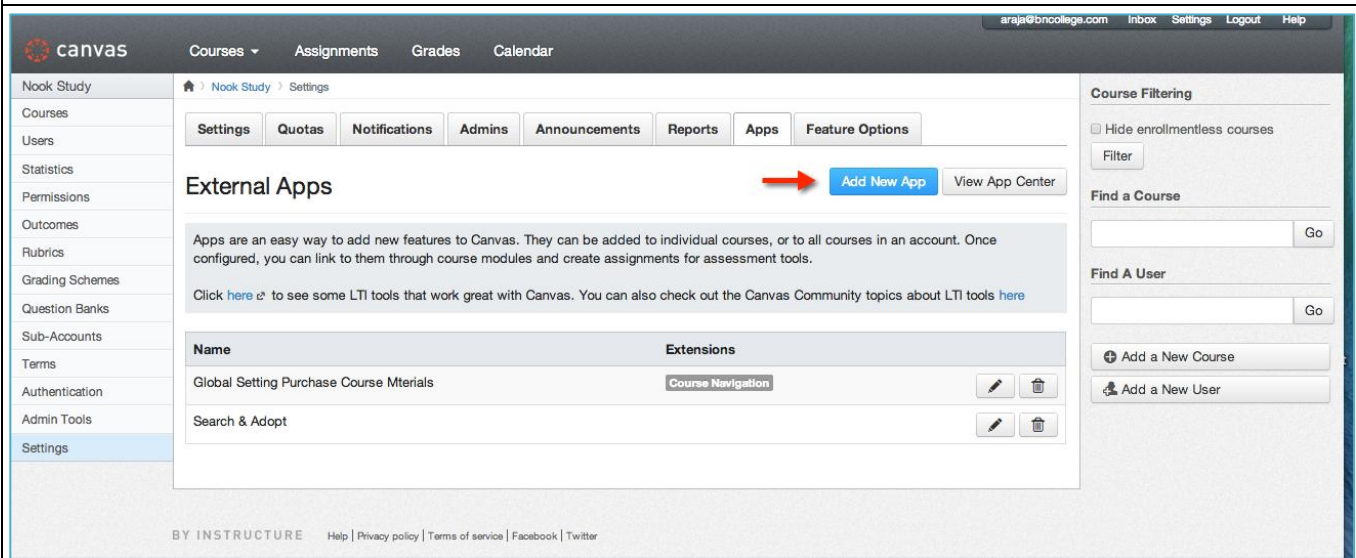 araja@bncollege.com Inbox Settings Logout Help
canvas Courses Assignments Grades Calendar
Nook Study
Courses
Users
Statistics
Permissions
Outcomes
Rubrics
Grading Schemes
Question Banks
Sub-Accounts
Terms
Authentication
Admin Tools
Settings
Nook Study Settings
Settings Quotas Notifications Admins Announcements Reports Apps Feature Options
External Apps
Add New App View App Center
Apps are an easy way to add new features to Canvas. They can be added to individual courses, or to all courses in an account. Once
configured, you can link to them through course modules and create assignments for assessment tools.
Click here to see some LTI tools that work great with Canvas. You can also check out the Canvas Community topics about LTI tools here
Name Extensions
Global Setting Purchase Course Mterials Course Navigation
Search & Adopt
Course Filtering
Hide enrollmentless courses
Filter
Find a Course
Go
Find A User
Go
Add a New Course
Add a New User
BY INSTRUCTURE Help | Privacy policy | Terms of service | Facebook | Twitter